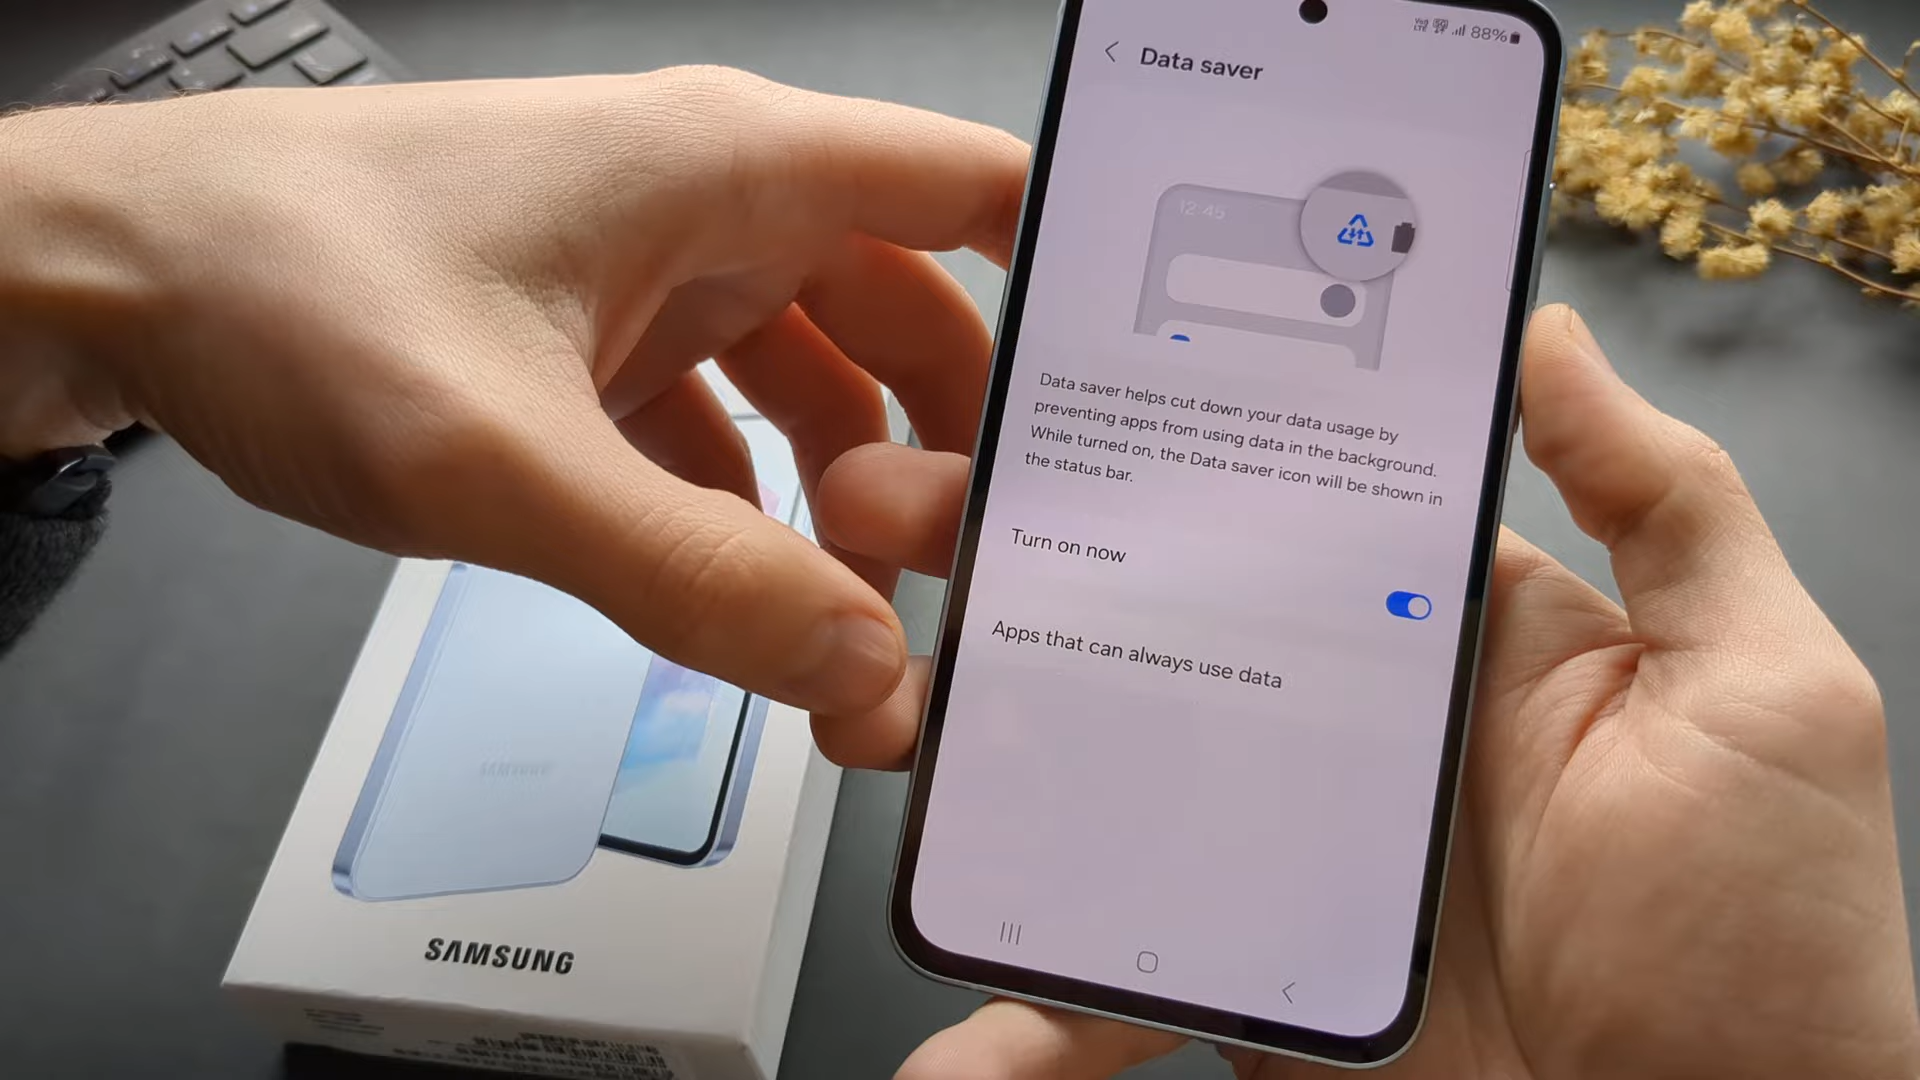 88%
Data saver
12:45
Data saver helps cut down your data usage by
preventing apps from using data in the background.
While turned on, the Data saver icon will be shown in
the status bar.
Turn on now
Apps that can always use data
SAMSUNG
SAMSUNG